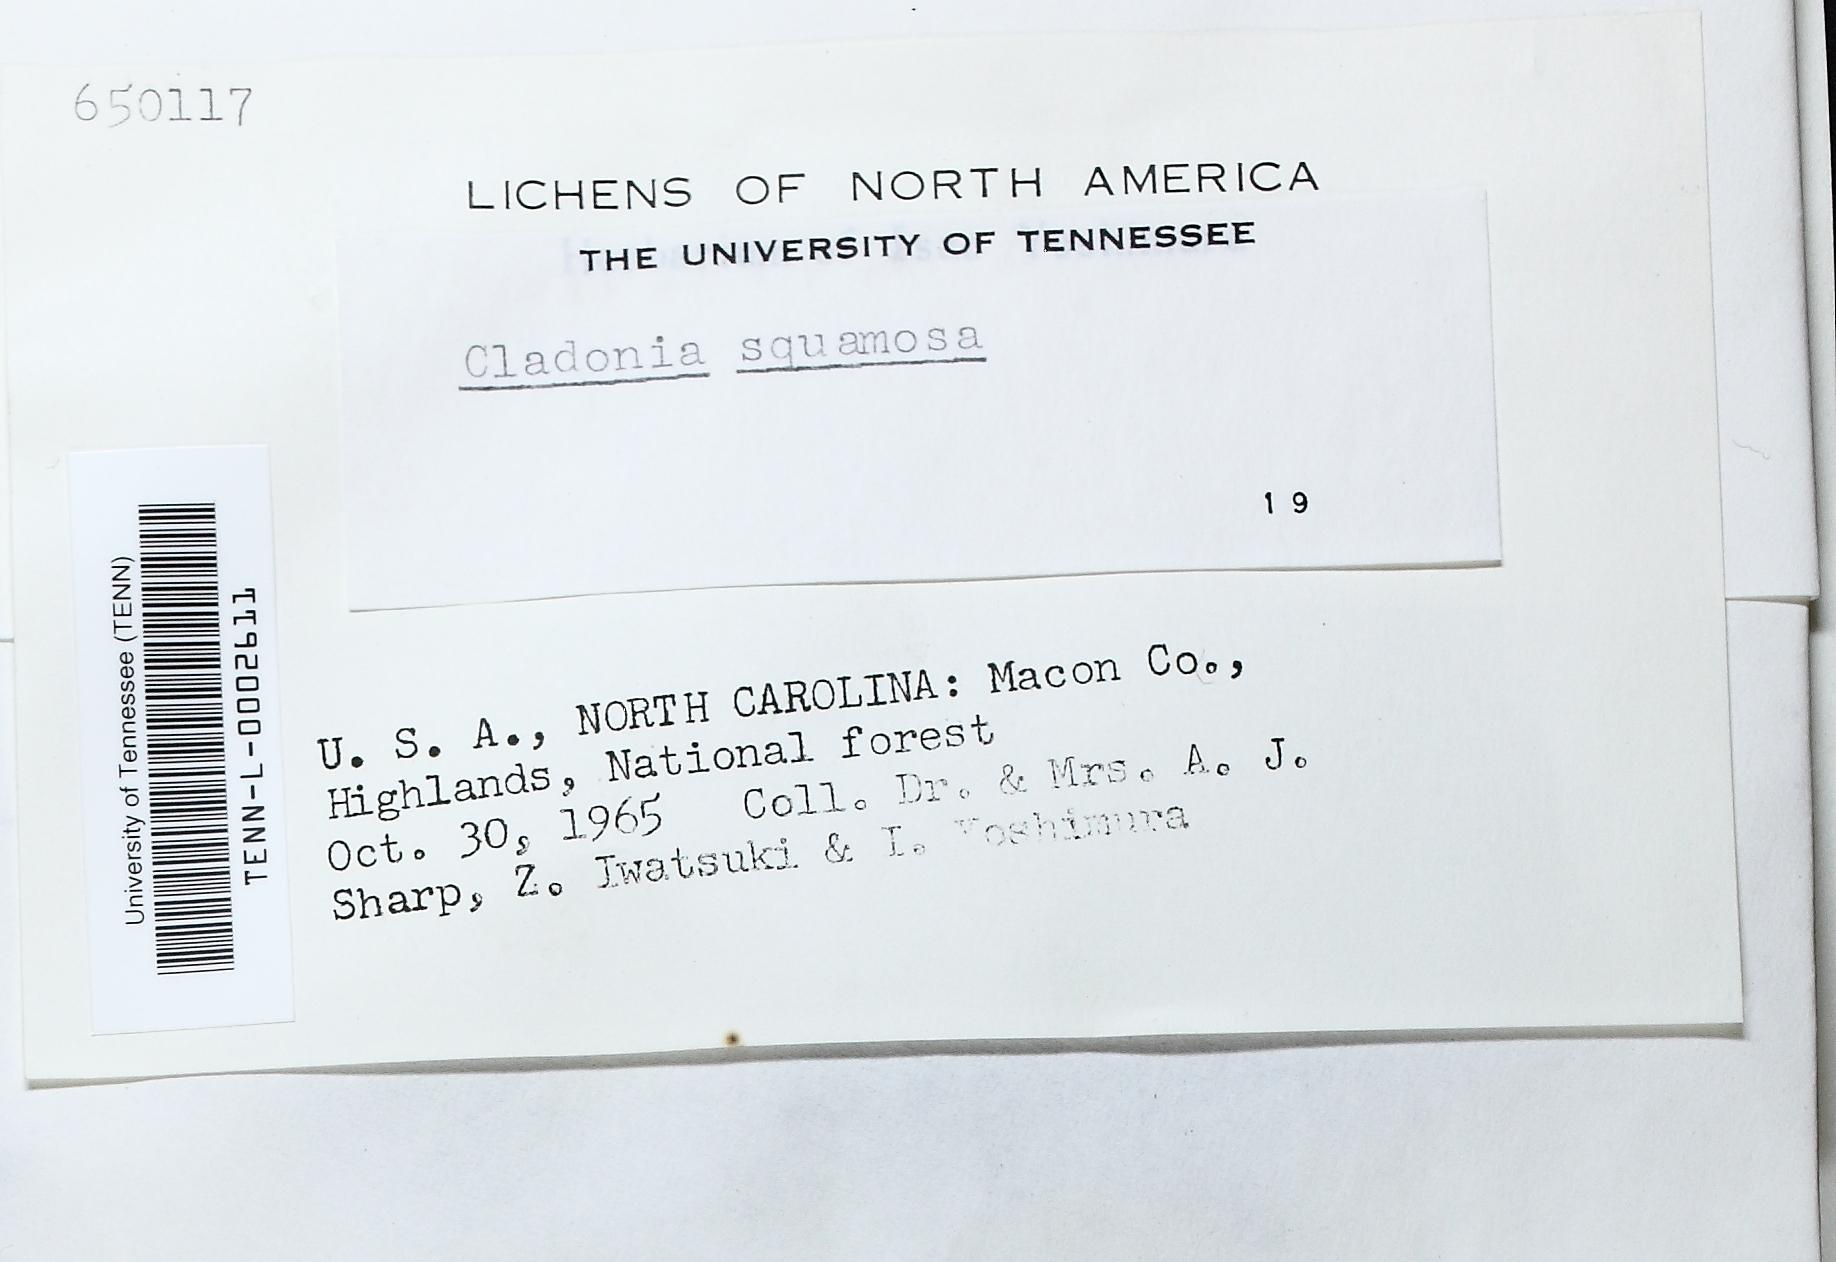 650117
LICHENS OF NORTH AMERICA
THE UNIVERSITY OF TENNESSEE
Cladonia squamosa
19
University of Tennessee (TENN)
TENN-L-0002611
U. S. A., NORTH CAROLINA: Macon Co.,
Highlands, National forest
Oct. 30, 1965 Coll. Dr. & Mrs. A. J.
Sharp, Z. Iwatsuki & I. Yoshimura